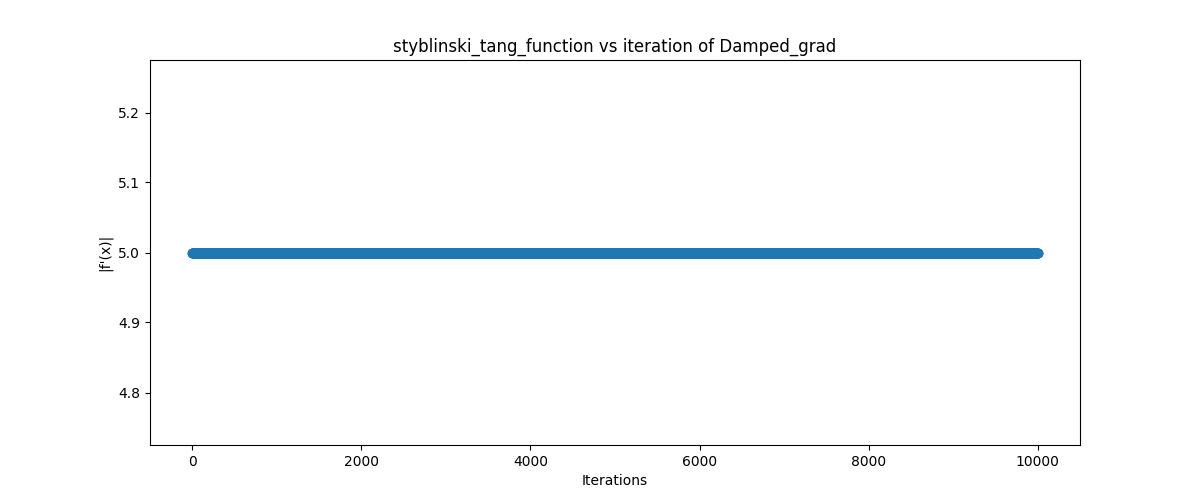 styblinski_tang_function vs iteration of Damped_grad
|f'(x)|
5.2
5.1
5.0
4.9
4.8
0 2000 4000 6000 8000 10000
Iterations